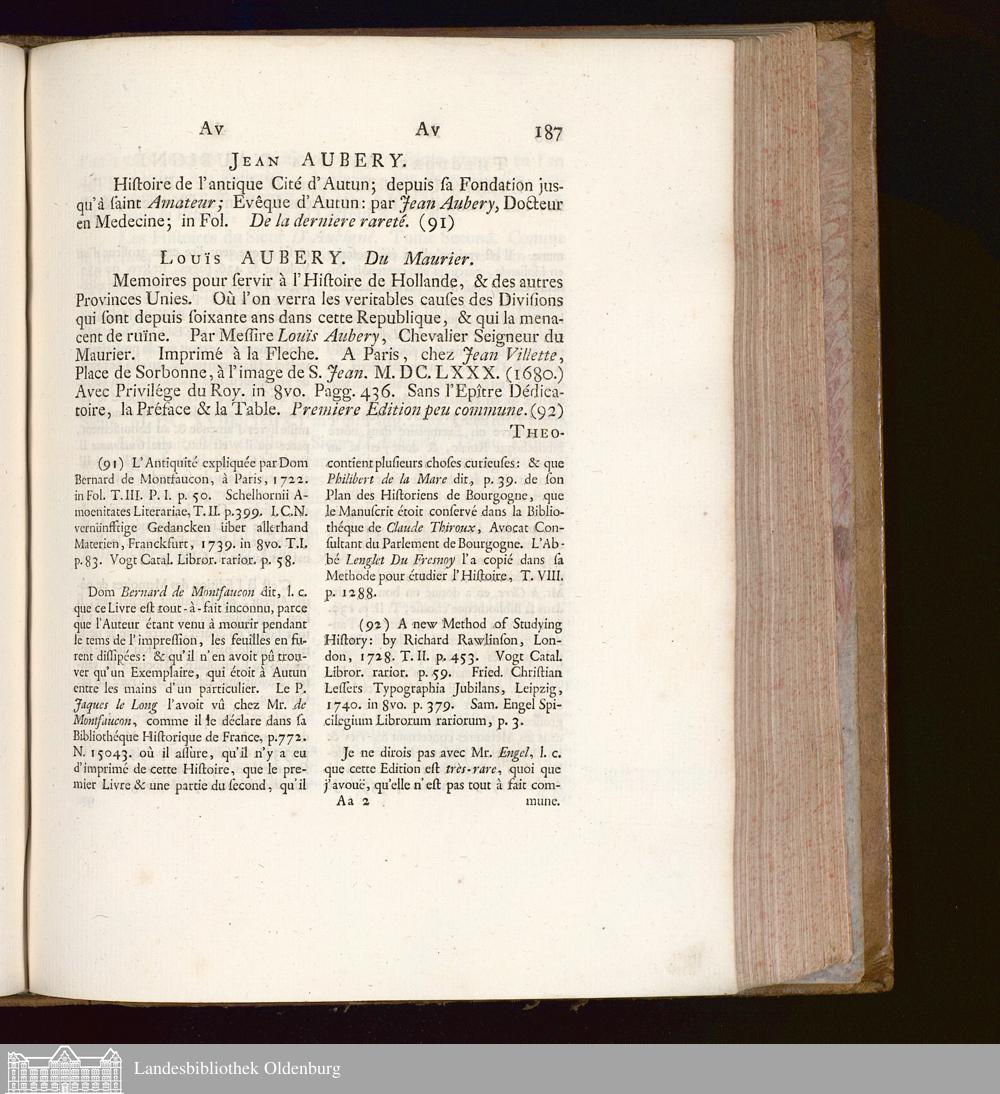 Av Av 187
Jean AUBERY.
Hiſtoire de l'antique Cité d'Autun; depuis ſa Fondation jus-
qu'à ſaint Amateur; Evêque d'Autun: par Jean Aubery, Docteur
en Medecine; in Fol. De la derniere rareté. (91)
Louïs AUBERY. Du Maurier.
Memoires pour ſervir à l'Hiſtoire de Hollande, & des autres
Provinces Unies. Où l'on verra les veritables cauſes des Diviſions
qui ſont depuis ſoixante ans dans cette Republique, & qui la mena-
cent de ruïne. Par Meſſire Louïs Aubery, Chevalier Seigneur du
Maurier. Imprimé à la Fleche. A Paris, chez Jean Villette,
Place de Sorbonne, à l'image de S. Jean. M. DC. LXXX. (1680.)
Avec Privilége du Roy. in 8vo. Pagg. 436. Sans l'Epître Dédica-
toire, la Préface & la Table. Premiere Edition peu commune. (92)
Theo-
(91) L'Antiquité expliquée par Dom
Bernard de Montfaucon, à Paris, 1722.
in Fol. T. III. P. I. p. 50. Schelhornii A-
moenitates Literariae, T. II. p. 399. I. C. N.
vernünfftige Gedancken über allerhand
Materien, Franckfurt, 1739. in 8vo. T. I.
p. 83. Vogt Catal. Libror. rarior. p. 58.
Dom Bernard de Montfaucon dit, l. c.
que ce Livre eſt tout-à-fait inconnu, parce
que l'Auteur étant venu à mourir pendant
le tems de l'impreſſion, les feuilles en fu-
rent diſſipées: & qu'il n'en avoit pû trou-
ver qu'un Exemplaire, qui étoit à Autun
entre les mains d'un particulier. Le P.
Jaques le Long l'avoit vû chez Mr. de
Montfaucon, comme il le déclare dans ſa
Bibliothéque Hiſtorique de France, p. 772.
N. 15043. où il aſſure, qu'il n'y a eu
d'imprimé de cette Hiſtoire, que le pre-
mier Livre & une partie du ſecond, qu'il
contient pluſieurs choſes curieuſes: & que
Philibert de la Mare dit, p. 39. de ſon
Plan des Hiſtoriens de Bourgogne, que
le Manuſcrit étoit conſervé dans la Biblio-
théque de Claude Thiroux, Avocat Con-
ſultant du Parlement de Bourgogne. L'Ab-
bé Lenglet Du Fresnoy l'a copié dans ſa
Methode pour étudier l'Hiſtoire, T. VIII.
p. 1288.
(92) A new Method of Studying
Hiſtory: by Richard Rawlinſon, Lon-
don, 1728. T. II. p. 453. Vogt Catal.
Libror. rarior. p. 59. Fried. Chriſtian
Leſſers Typographia Jubilans, Leipzig,
1740. in 8vo. p. 379. Sam. Engel Spi-
cilegium Librorum rariorum, p. 3.
Je ne dirois pas avec Mr. Engel, l. c.
que cette Edition eſt très-rare, quoi que
j'avouë, qu'elle n'eſt pas tout à fait com-
Aa 2 mune.
Landesbibliothek Oldenburg